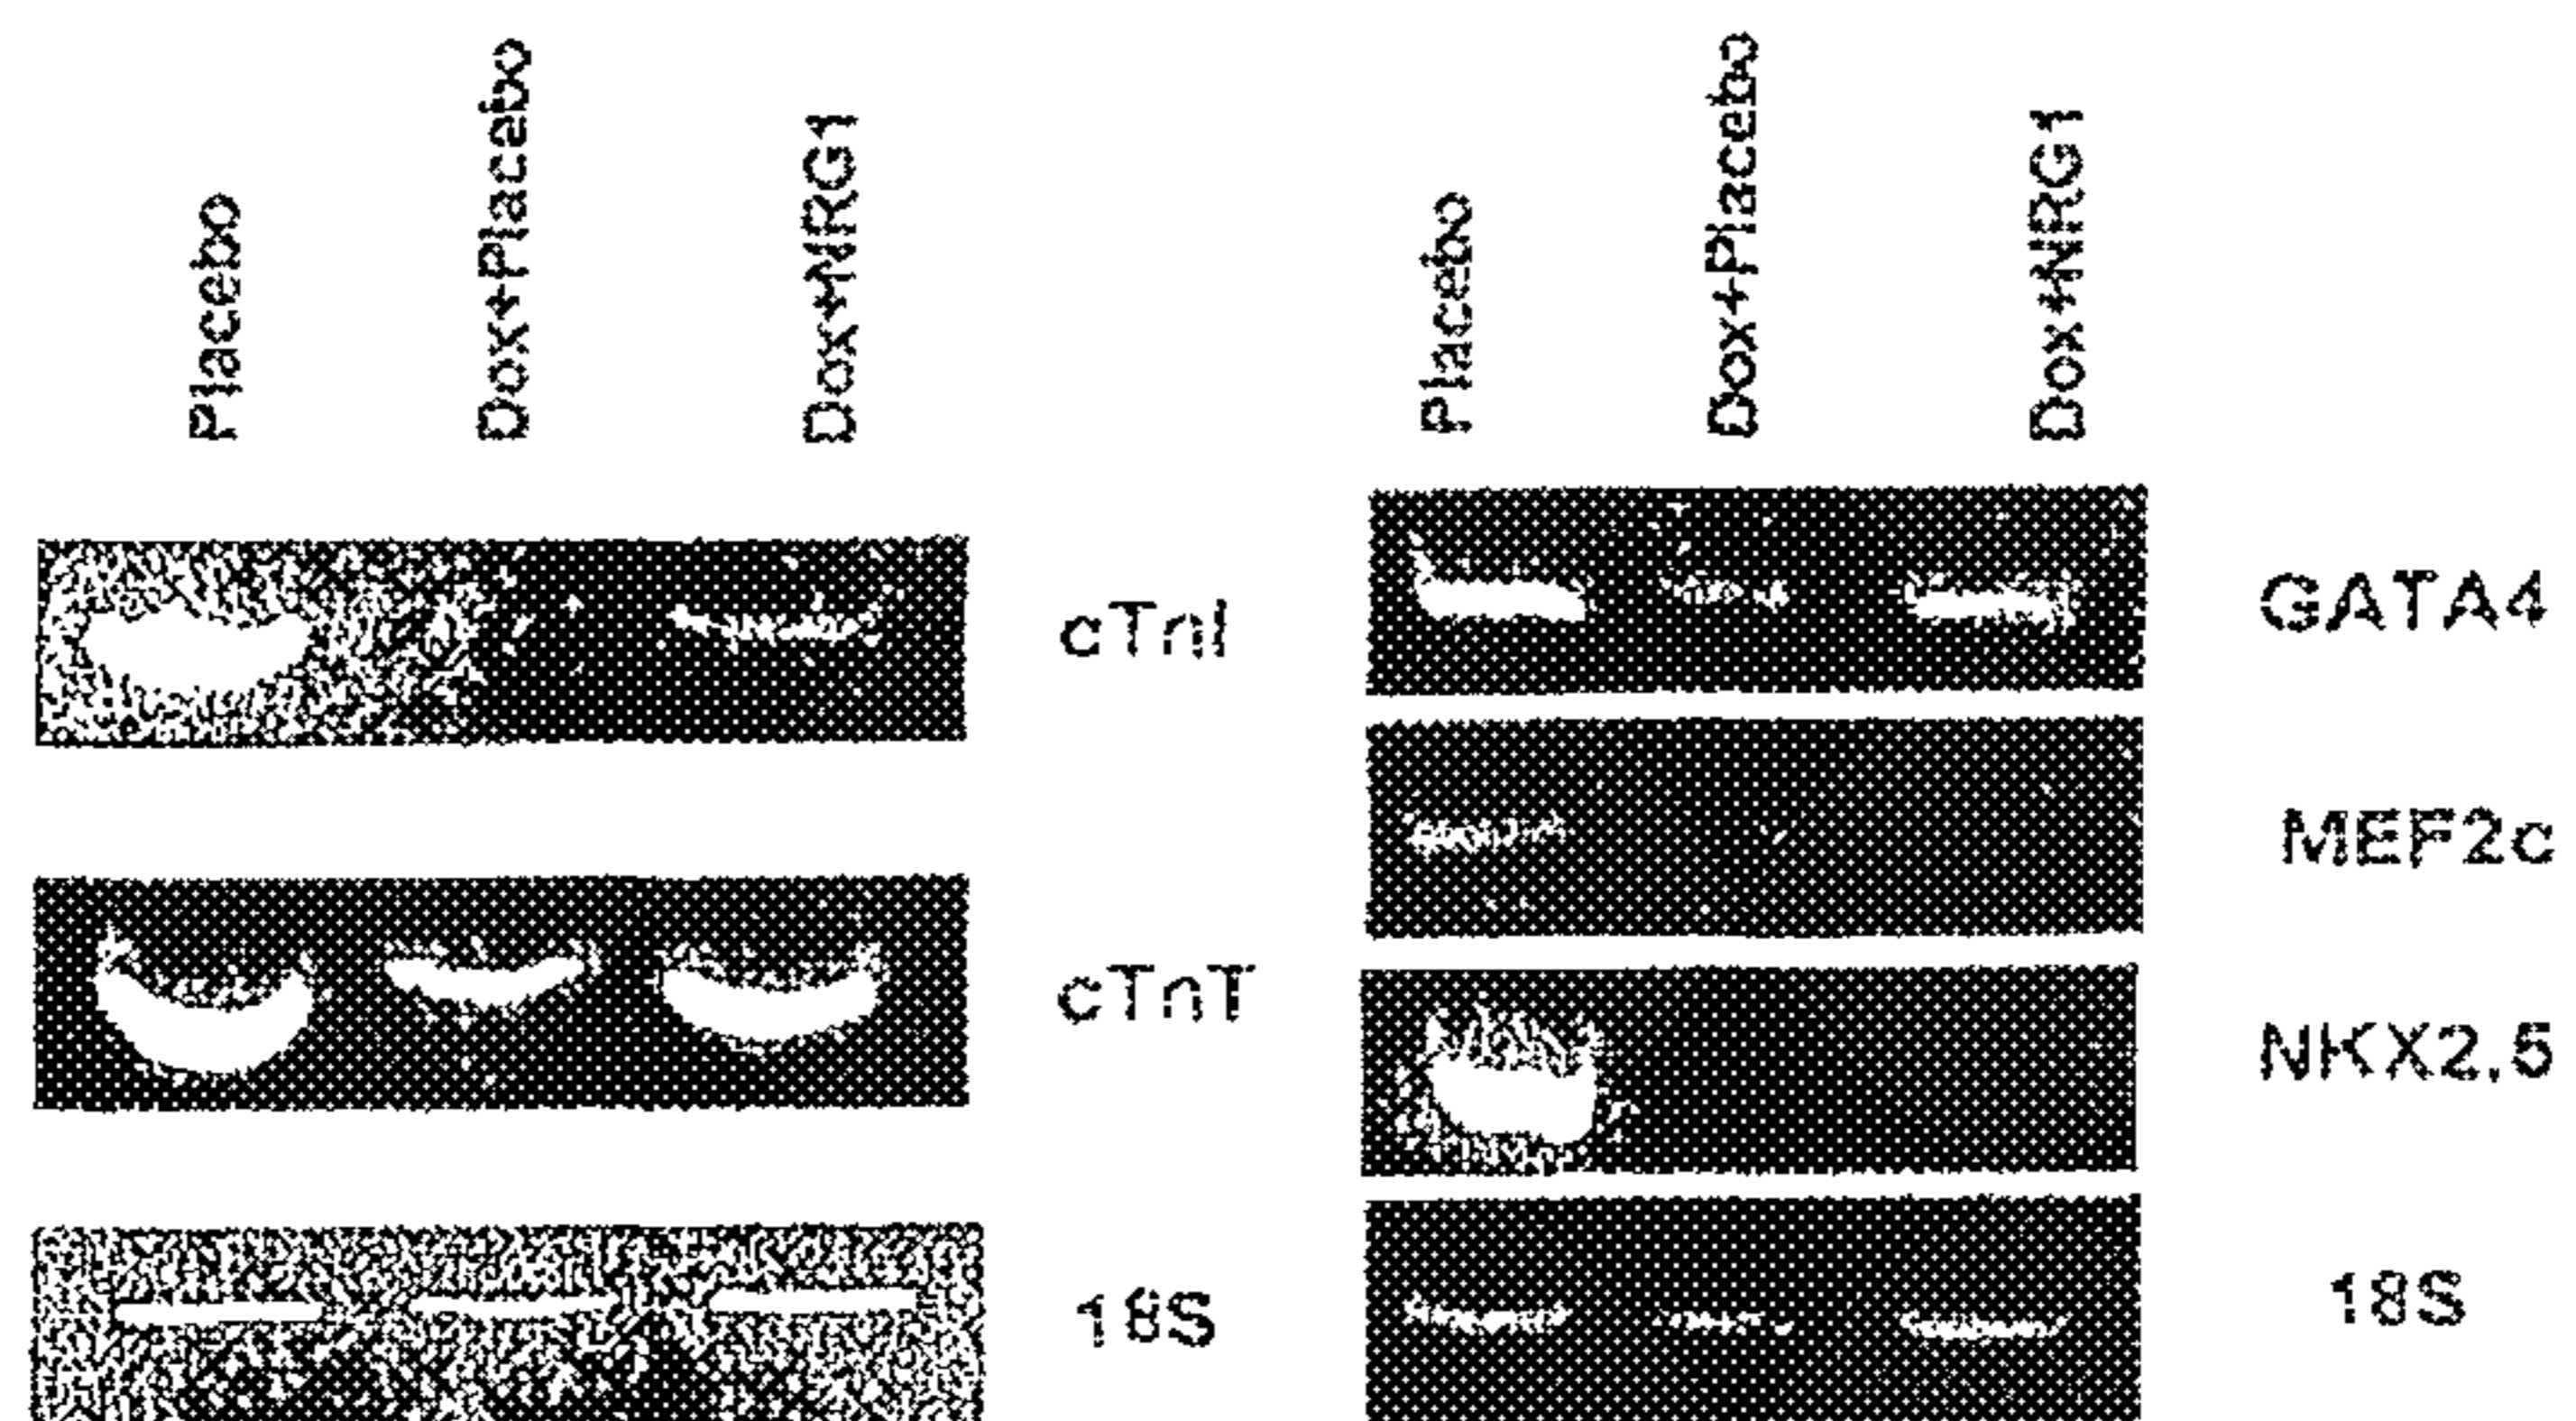 Placebo
Dox+Placebo
Dox+NRG1
cTnI
cTnT
18S
Placebo
Dox+Placebo
Dox+NRG1
GATA4
MEF2c
NKX2.5
18S